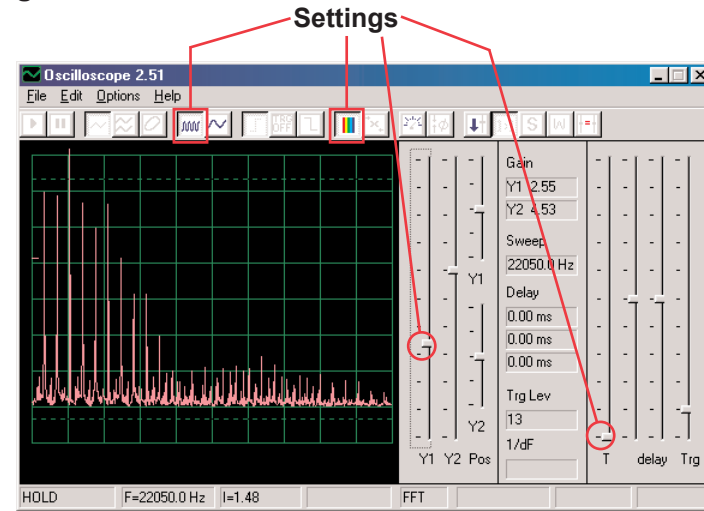 Settings
Oscilloscope 2.51
File Edit Options Help
TRG OFF
S W
Gain
Y1 2.55
Y2 4.53
Sweep
22050.0 Hz
Delay
0.00 ms
0.00 ms
0.00 ms
Trg Lev
13
1/dF
Y1
Y2
Y1 Y2 Pos
T delay Trg
HOLD F=22050.0 Hz I=1.48 FFT